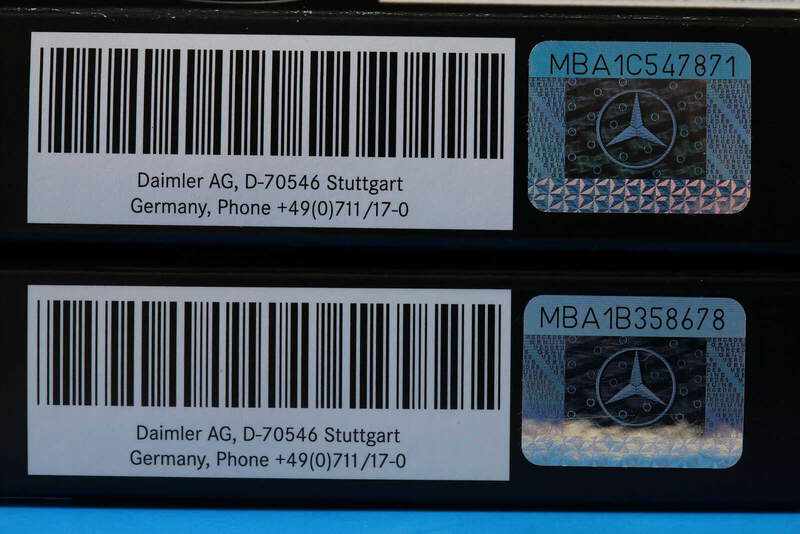 Daimler AG, D-70546 Stuttgart
Germany, Phone +49(0)711/17-0
MBA1C547871
Daimler AG, D-70546 Stuttgart
Germany, Phone +49(0)711/17-0
MBA1B358678